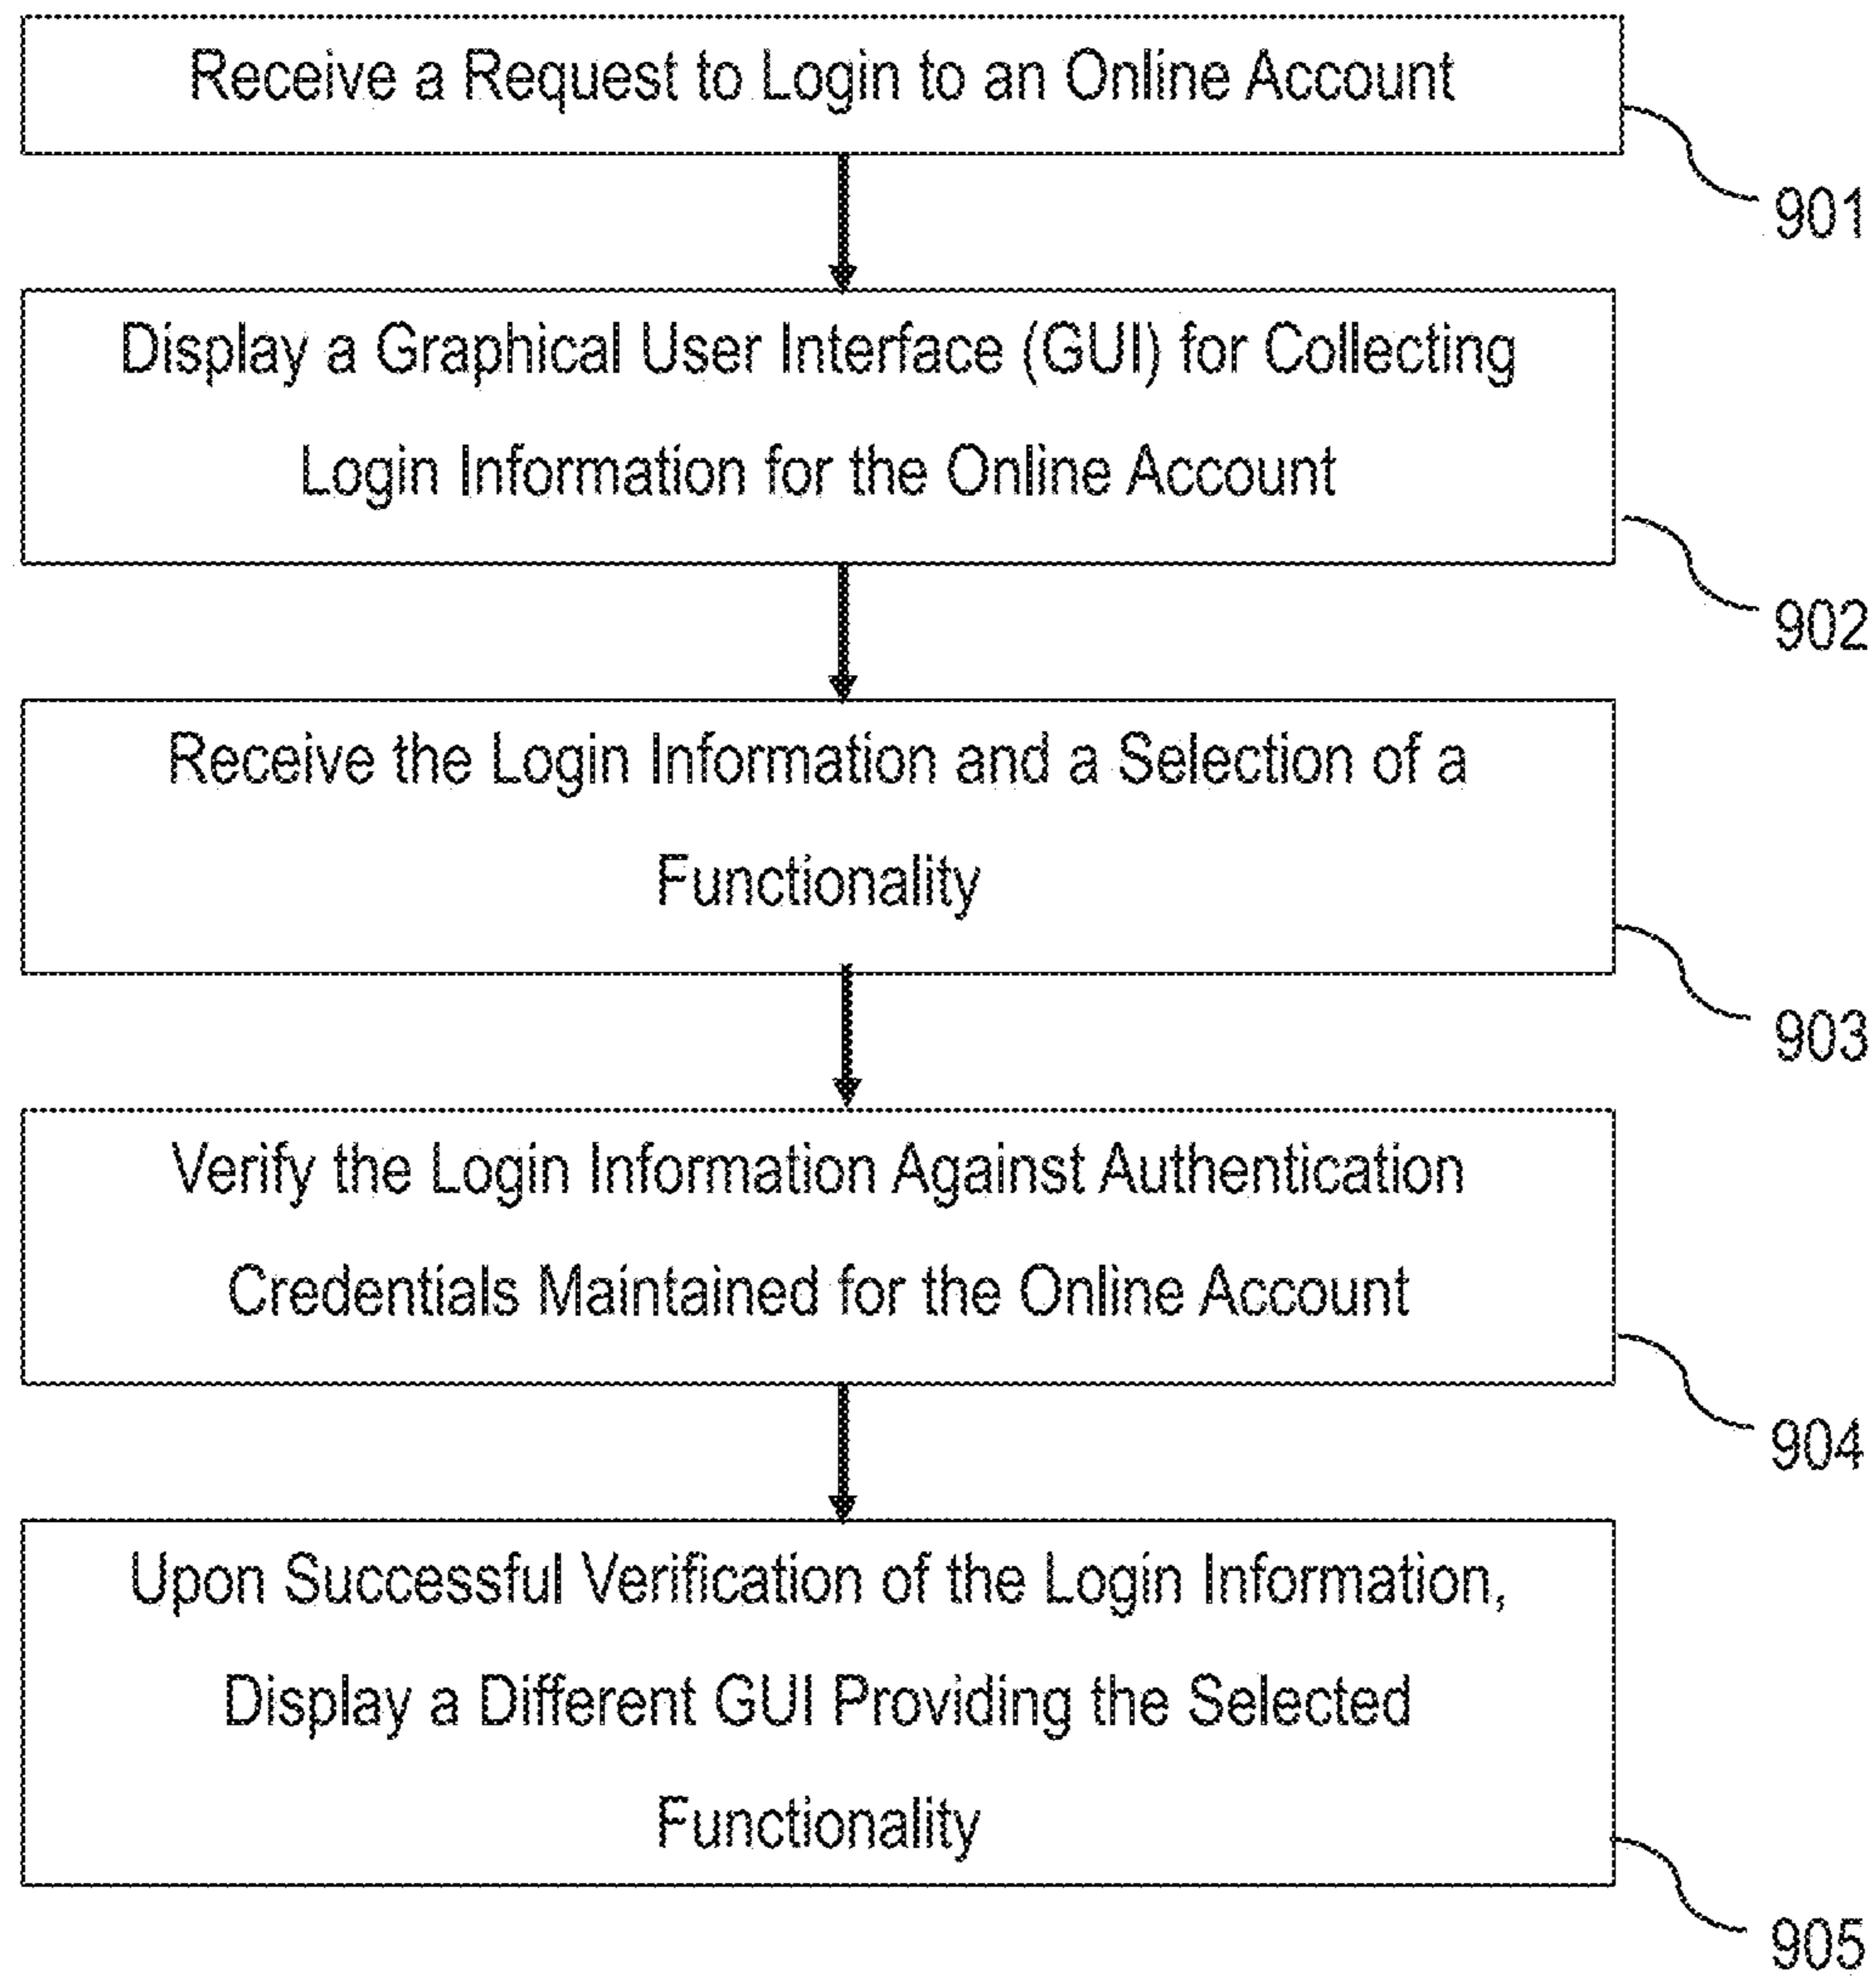 Receive a Request to Login to an Online Account
901
Display a Graphical User Interface (GUI) for Collecting
Login Information for the Online Account
902
Receive the Login Information and a Selection of a
Functionality
903
Verify the Login Information Against Authentication
Credentials Maintained for the Online Account
904
Upon Successful Verification of the Login Information,
Display a Different GUI Providing the Selected
Functionality
905